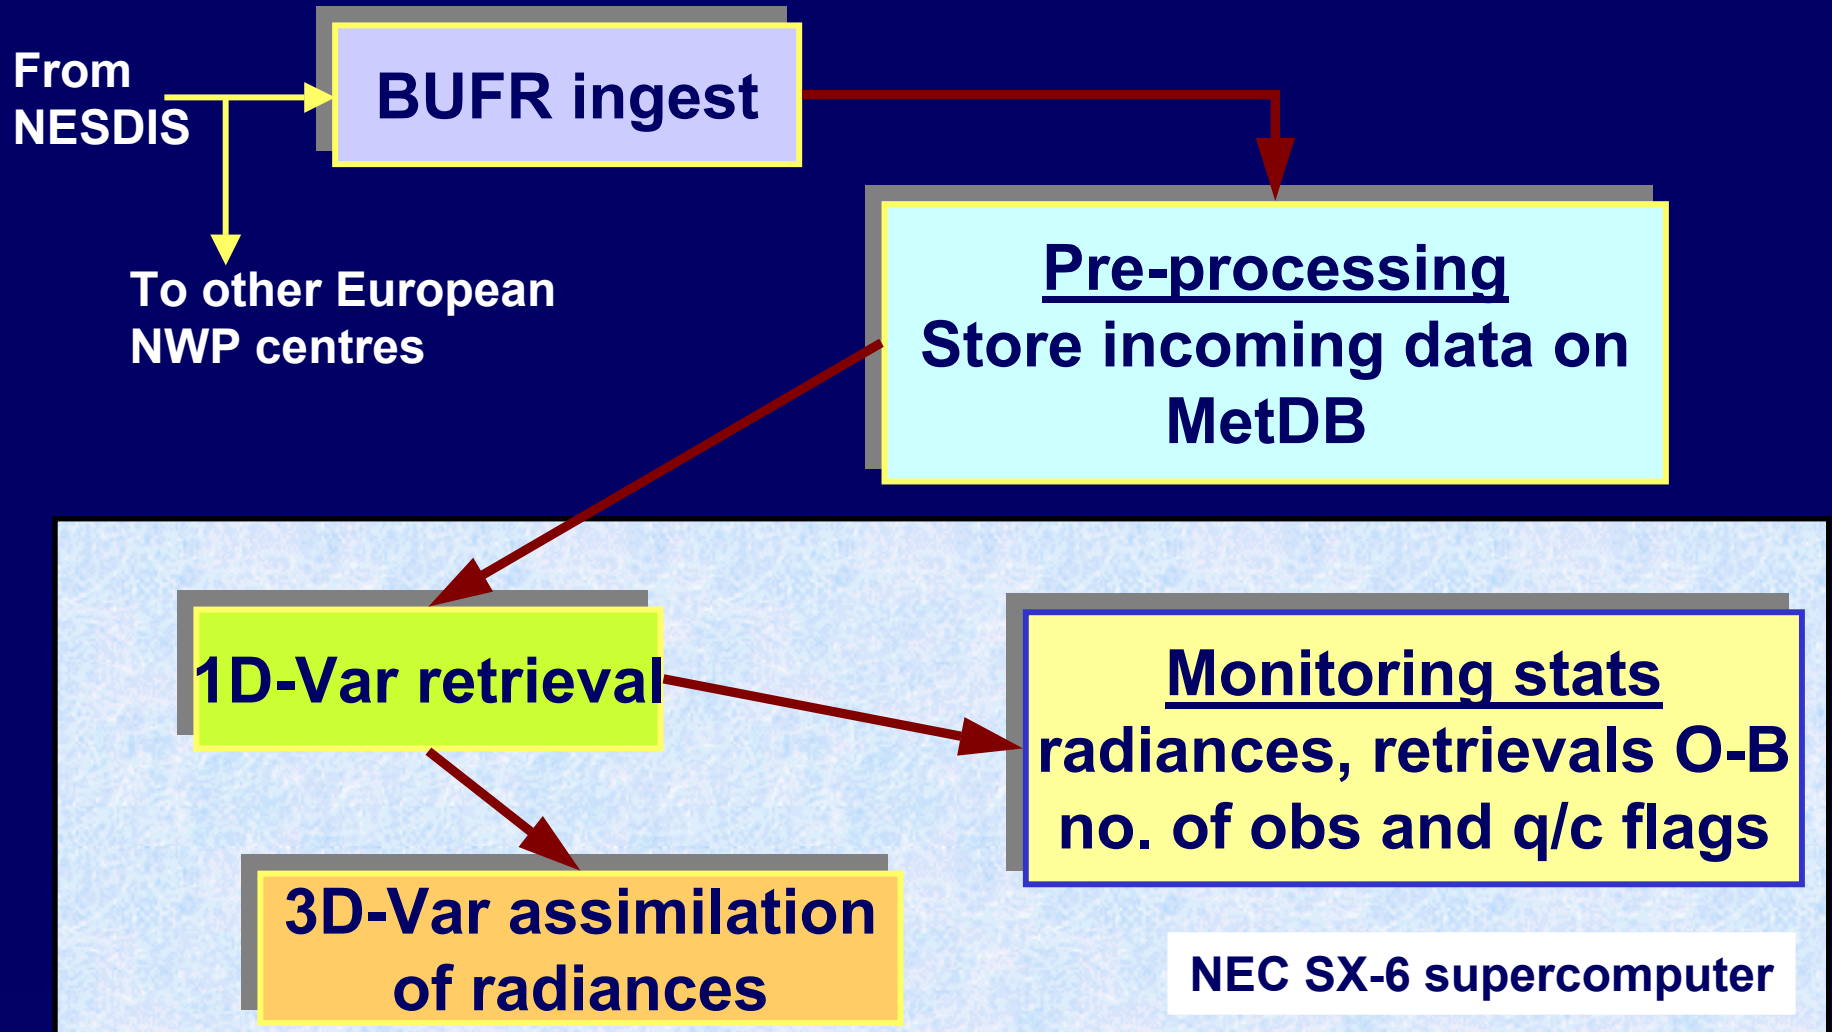 From
NESDIS
BUFR ingest
To other European
NWP centres
Pre-processing
Store incoming data on
MetDB
1D-Var retrieval
Monitoring stats
radiances, retrievals O-B
no. of obs and q/c flags
3D-Var assimilation
of radiances
NEC SX-6 supercomputer